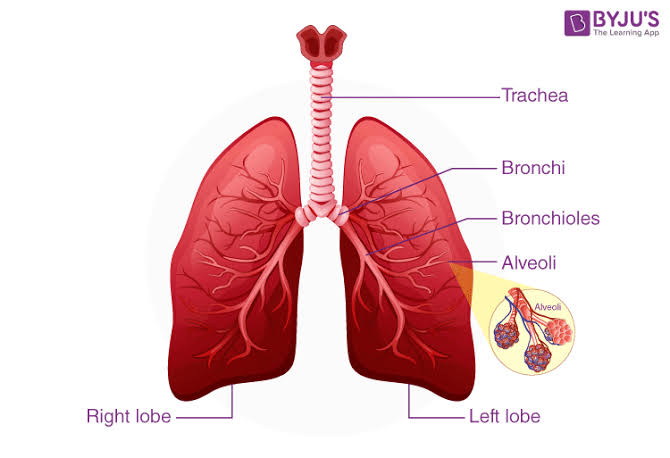 BYJU'S
The Learning App
Trachea
Bronchi
Bronchioles
Alveoli
Alveoli
Right lobe
Left lobe